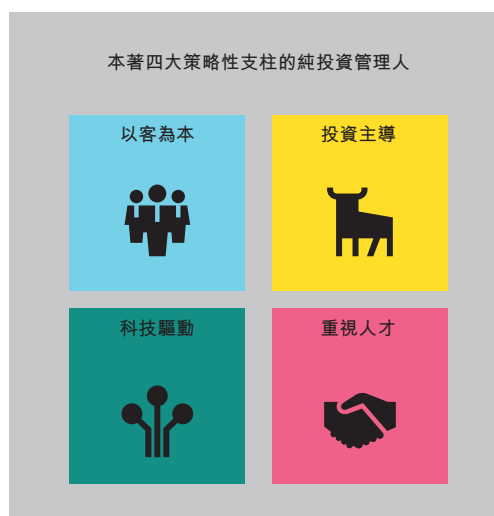 本著四大策略性支柱的純投資管理人
以客為本
投資主導
科技驅動
重視人才